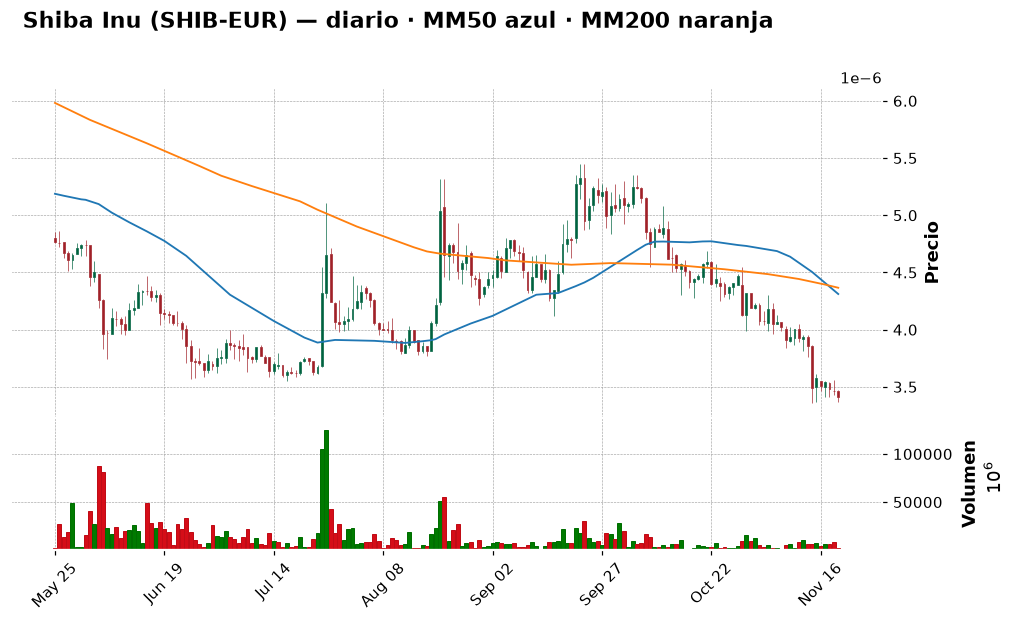 Shiba Inu (SHIB-EUR) — diario · MM50 azul · MM200 naranja
1e−6
6.0
5.5
5.0
4.5
4.0
3.5
Precio
100000
50000
Volumen
10^6
May 25
Jun 19
Jul 14
Aug 08
Sep 02
Sep 27
Oct 22
Nov 16